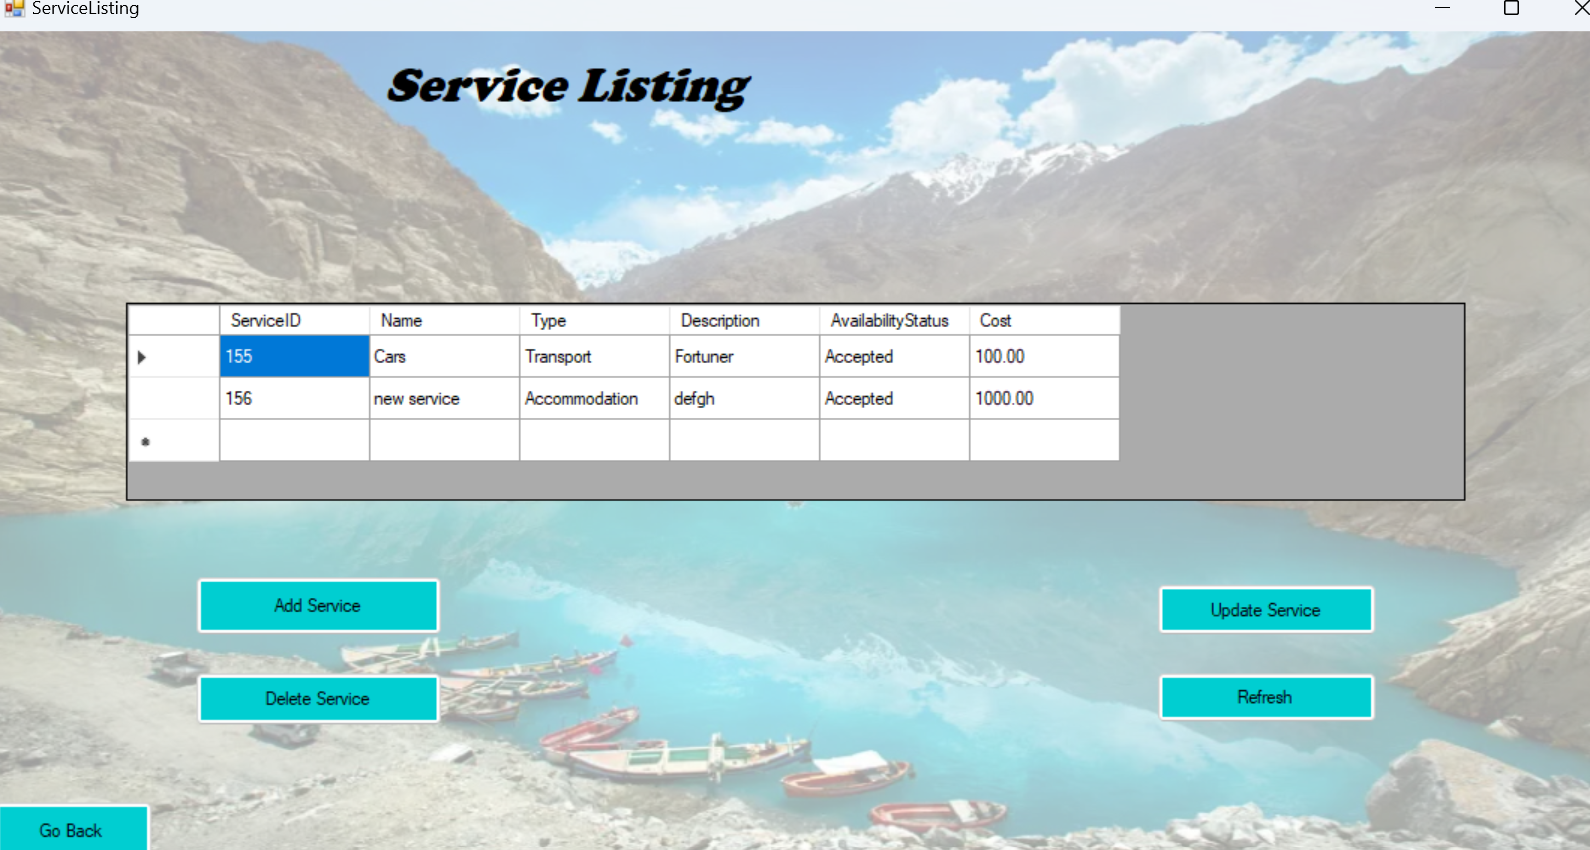 ServiceListing
Service Listing
ServiceID Name Type Description AvailabilityStatus Cost
155 Cars Transport Fortuner Accepted 100.00
156 new service Accommodation defgh Accepted 1000.00
Add Service
Update Service
Delete Service
Refresh
Go Back